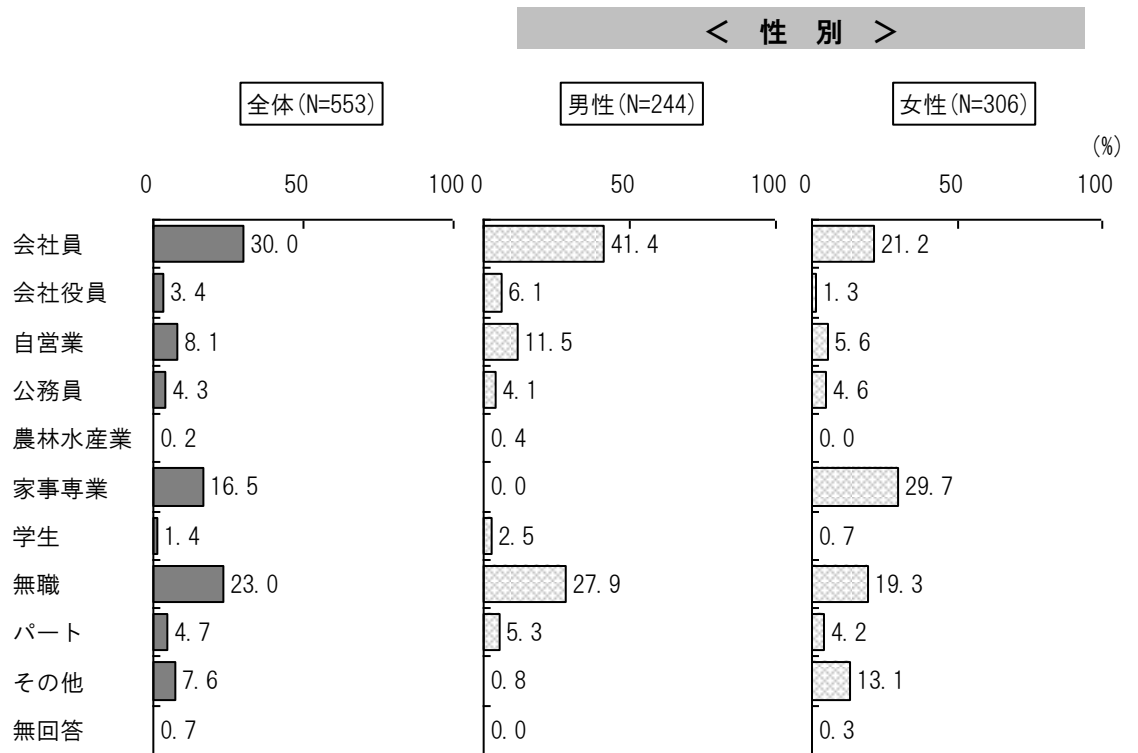 ＜ 性 別 ＞
全体(N=553) 男性(N=244) 女性(N=306)
(%)
0 50 100 0 50 100 0 50 100
会社員 30.0 41.4 21.2
会社役員 3.4 6.1 1.3
自営業 8.1 11.5 5.6
公務員 4.3 4.1 4.6
農林水産業 0.2 0.4 0.0
家事専業 16.5 0.0 29.7
学生 1.4 2.5 0.7
無職 23.0 27.9 19.3
パート 4.7 5.3 4.2
その他 7.6 0.8 13.1
無回答 0.7 0.0 0.3